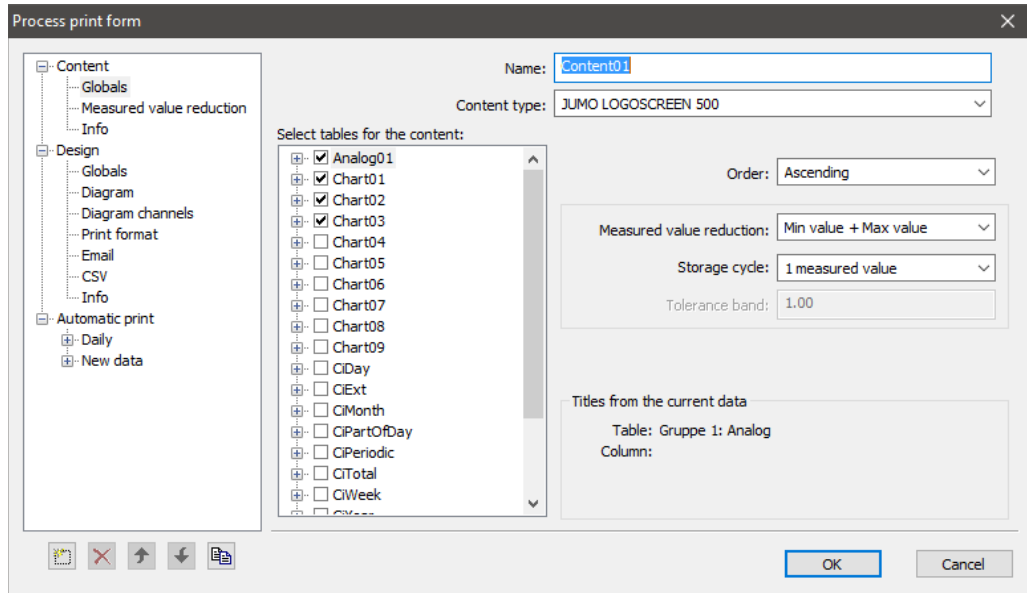 Process print form
Content
Globals
Measured value reduction
Info
Design
Globals
Diagram
Diagram channels
Print format
Email
CSV
Info
Automatic print
Daily
New data
Name: Content01
Content type: JUMO LOGOSCREEN 500
Select tables for the content:
Analog01
Chart01
Chart02
Chart03
Chart04
Chart05
Chart06
Chart07
Chart08
Chart09
CiDay
CiExt
CiMonth
CiPartOfDay
CiPeriodic
CiTotal
CiWeek
Order: Ascending
Measured value reduction: Min value + Max value
Storage cycle: 1 measured value
Tolerance band: 1.00
Titles from the current data
Table: Gruppe 1: Analog
Column:
OK Cancel